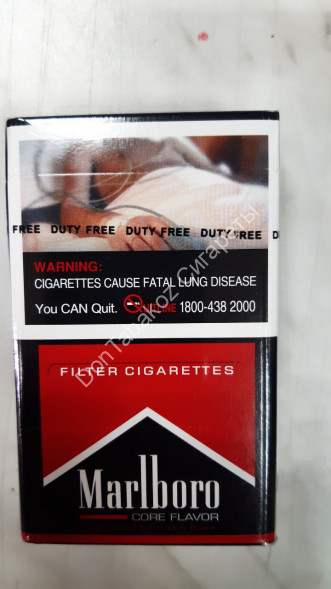 FREE DUTY FREE DUTY FREE DUTY FREE D
WARNING:
CIGARETTES CAUSE FATAL LUNG DISEASE
You CAN Quit. QUITLINE 1800-438 2000
FILTER CIGARETTES
Marlboro
CORE FLAVOR
DonTabakoz Сигареты